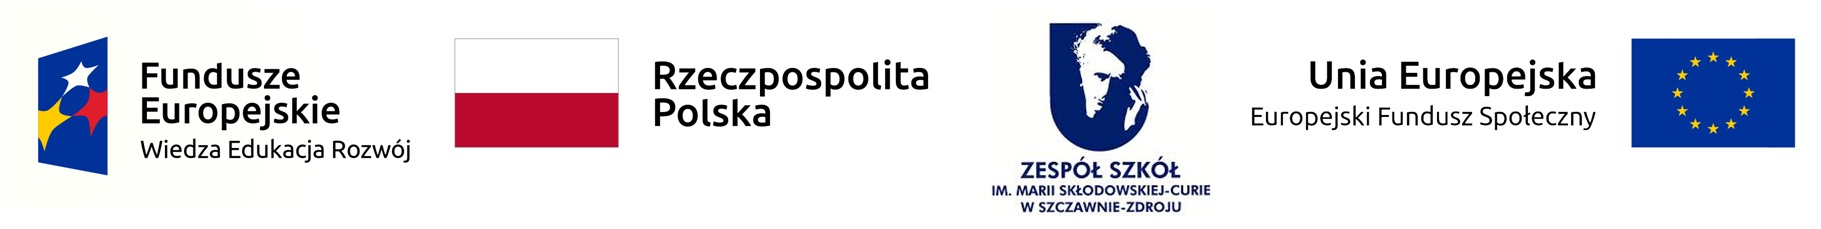 Fundusze
Europejskie
Wiedza Edukacja Rozwój
Rzeczpospolita
Polska
ZESPÓŁ SZKÓŁ
IM. MARII SKŁODOWSKIEJ-CURIE
W SZCZAWNIE-ZDROJU
Unia Europejska
Europejski Fundusz Społeczny